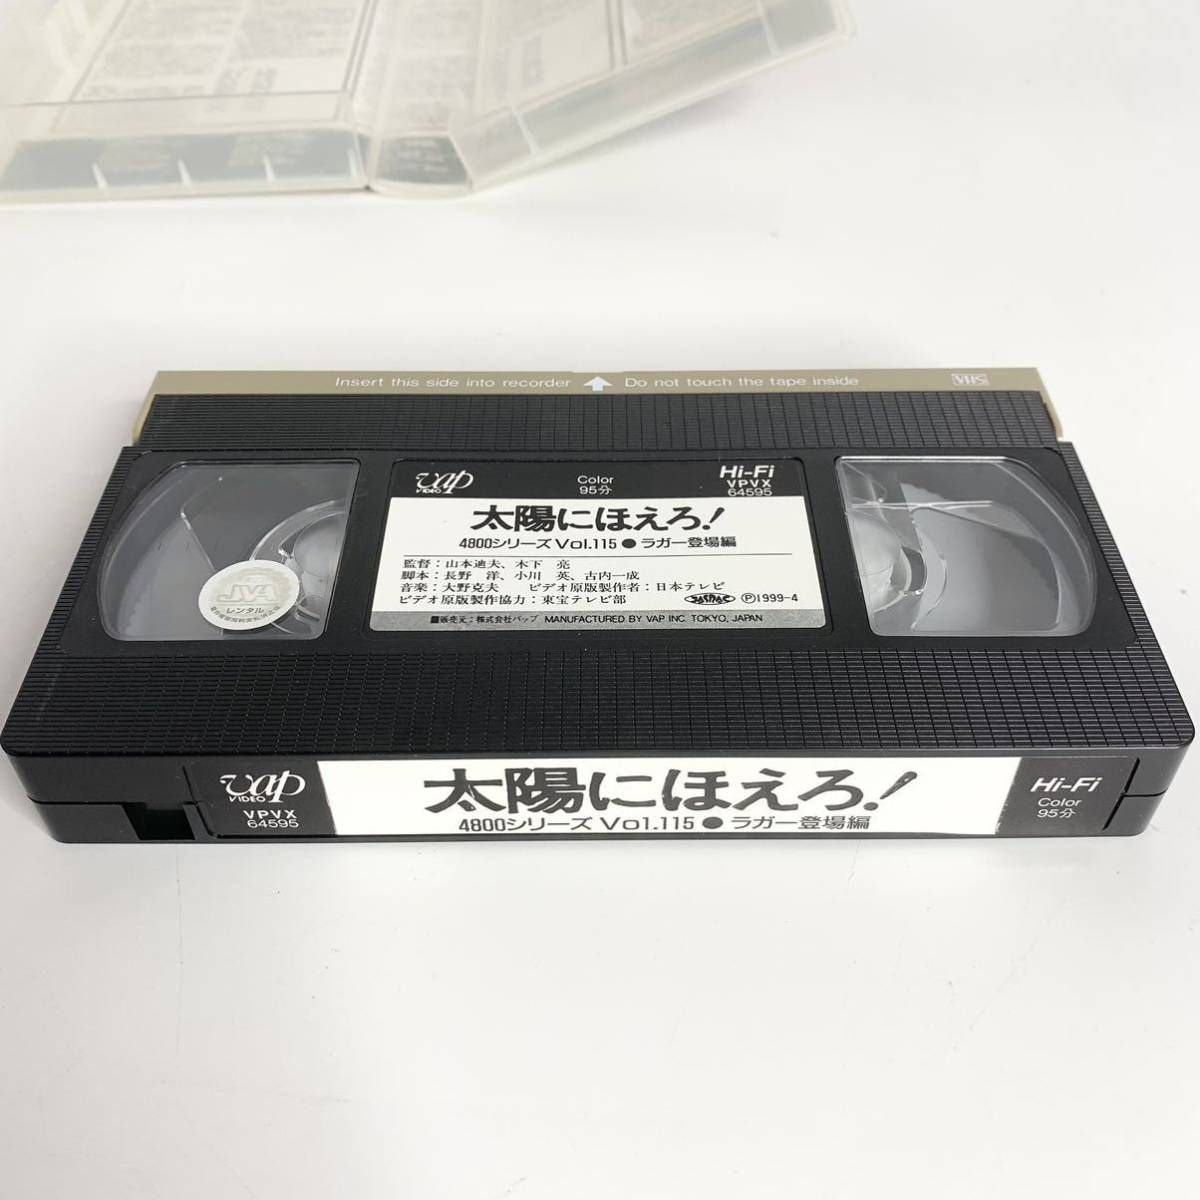 Insert this side into recorder Do not touch the tape inside VHS
vap
VIDEO
Color
95分
Hi-Fi
VPVX
64595
太陽にほえろ!
4800シリーズ Vol.115 ● ラガー登場編
監督：山本迪夫、木下 亮
脚本：長野 洋、小川 英、古内一成
音楽：大野克夫 ビデオ原版製作者：日本テレビ
ビデオ原版製作協力：東宝テレビ部 Ⓟ1999-4
■販売元：株式会社バップ MANUFACTURED BY VAP INC. TOKYO, JAPAN
JVA
レンタル
vap
VIDEO
VPVX
64595
太陽にほえろ!
4800シリーズ Vol.115 ● ラガー登場編
Hi-Fi
Color
95分